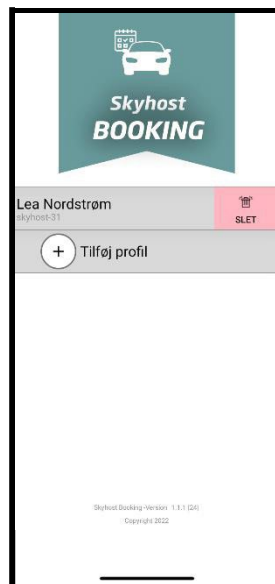 Skyhost
BOOKING
Lea Nordstrøm
skyhost-31
SLET
Tilføj profil
Skyhost Booking -Version 1.1.1 (24)
Copyright 2022